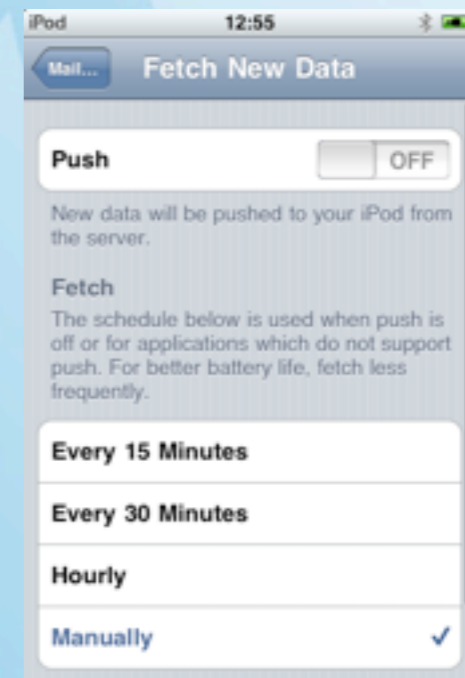 iPod 12:55
Mail... Fetch New Data
Push OFF
New data will be pushed to your iPod from
the server.
Fetch
The schedule below is used when push is
off or for applications which do not support
push. For better battery life, fetch less
frequently.
Every 15 Minutes
Every 30 Minutes
Hourly
Manually